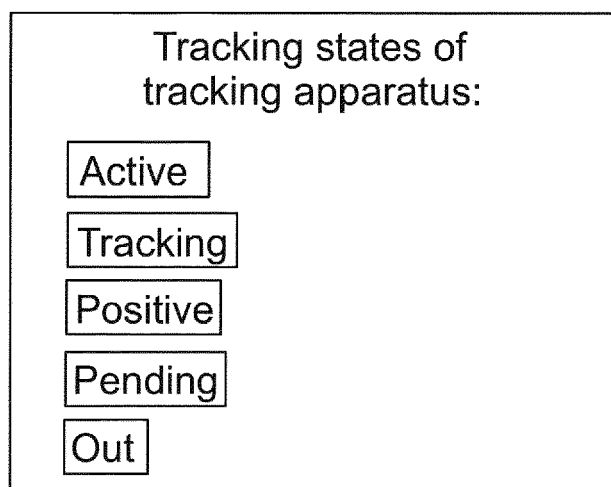 Tracking states of
tracking apparatus:
Active
Tracking
Positive
Pending
Out